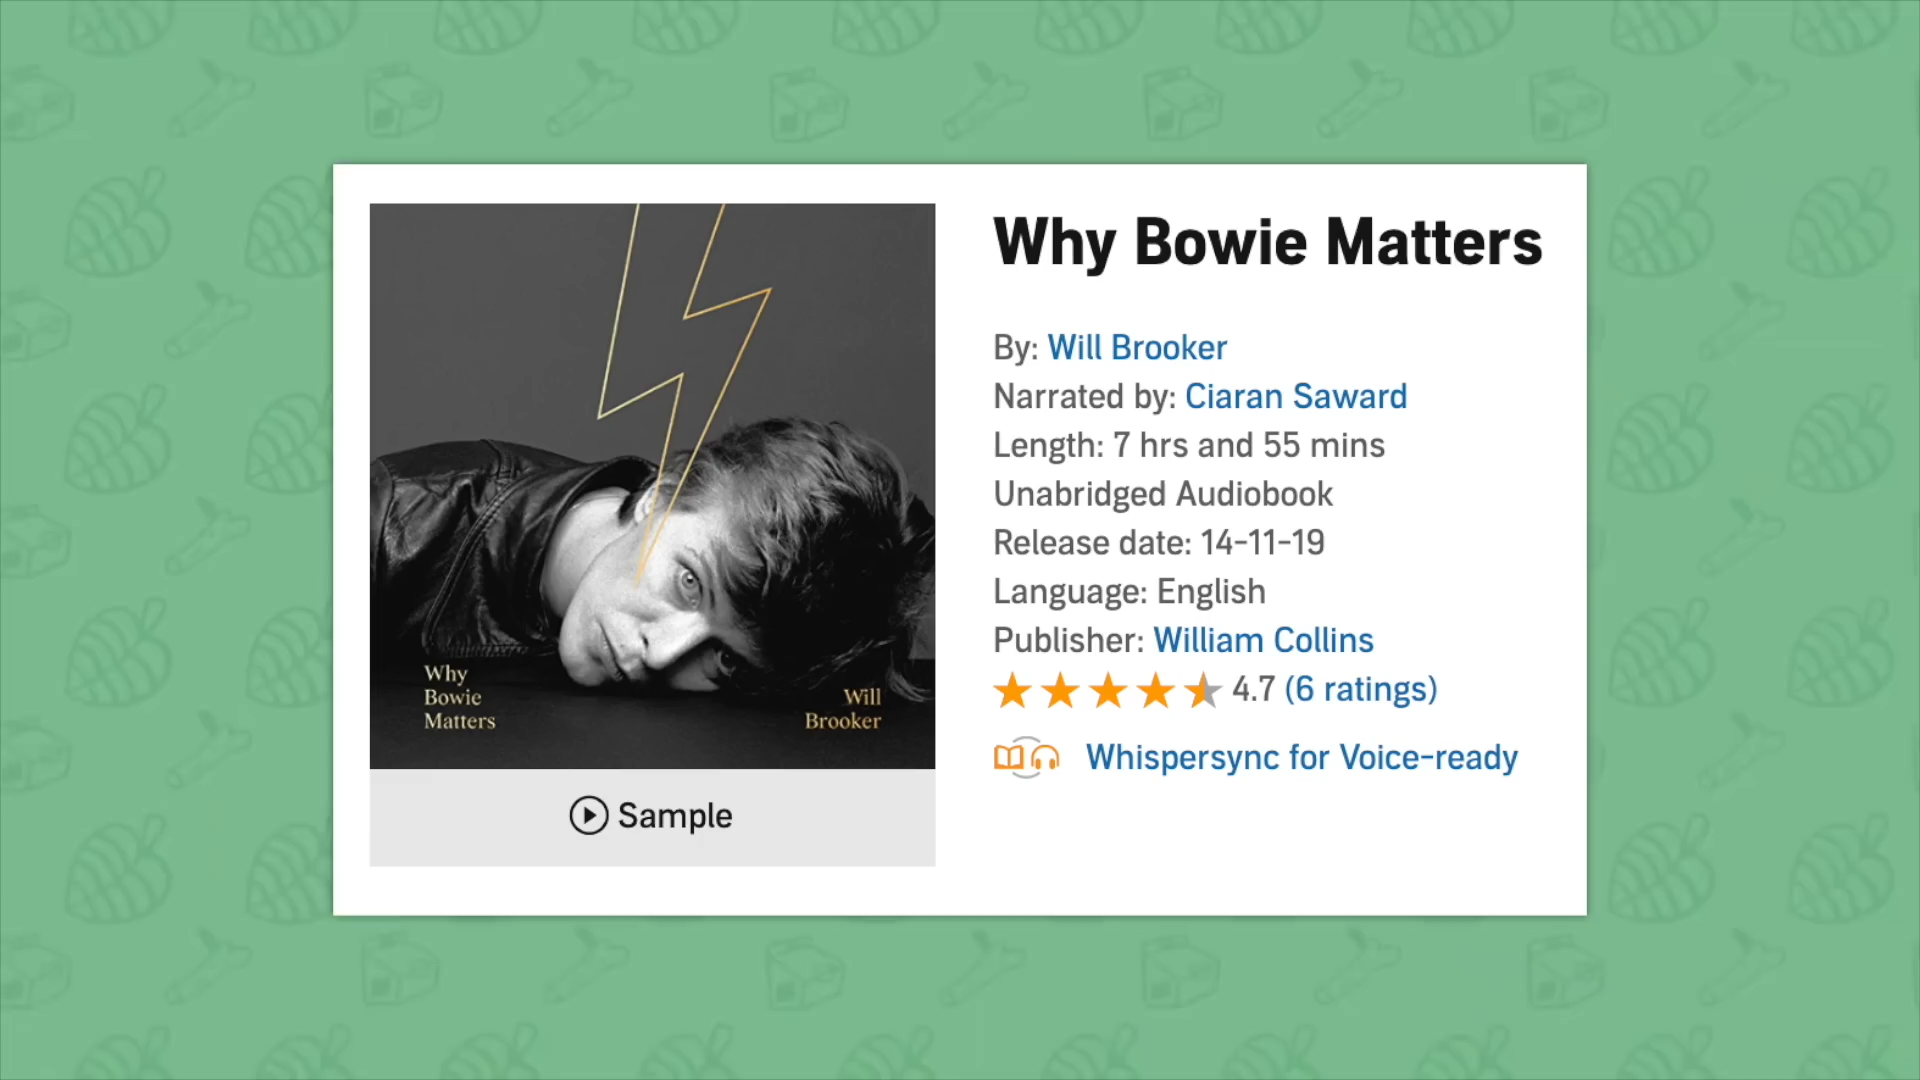 Why
Bowie
Matters
Will
Brooker
Sample
Why Bowie Matters
By: Will Brooker
Narrated by: Ciaran Saward
Length: 7 hrs and 55 mins
Unabridged Audiobook
Release date: 14-11-19
Language: English
Publisher: William Collins
4.7 (6 ratings)
Whispersync for Voice-ready